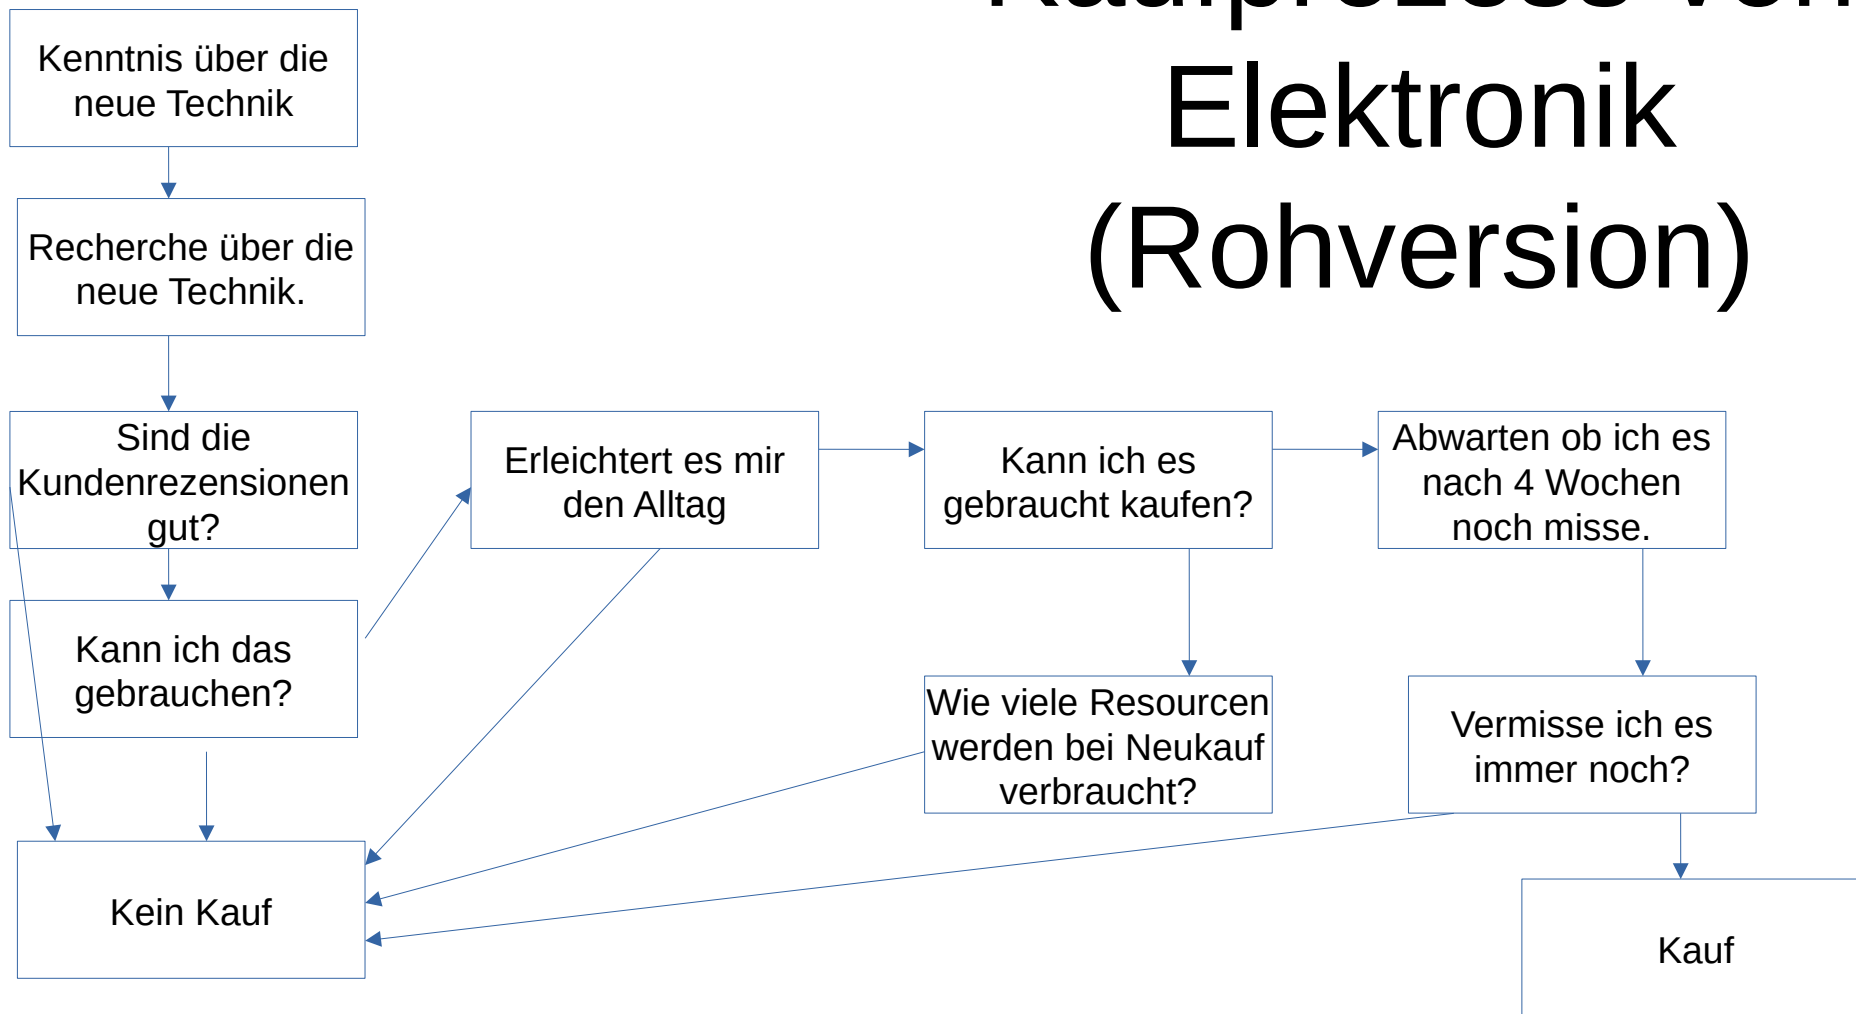 Kaufprozess von
Elektronik
(Rohversion)
Kenntnis über die
neue Technik
Recherche über die
neue Technik.
Sind die
Kundenrezensionen
gut?
Kann ich das
gebrauchen?
Erleichtert es mir
den Alltag
Kann ich es
gebraucht kaufen?
Abwarten ob ich es
nach 4 Wochen
noch misse.
Wie viele Resourcen
werden bei Neukauf
verbraucht?
Vermisse ich es
immer noch?
Kein Kauf
Kauf